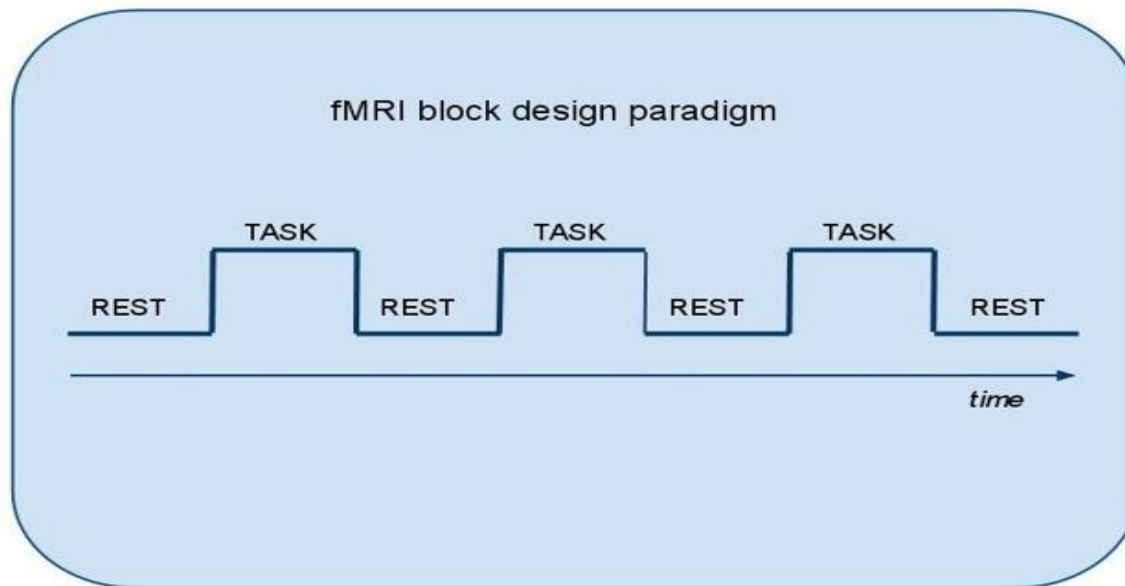 fMRI block design paradigm
TASK TASK TASK
REST REST REST REST
time